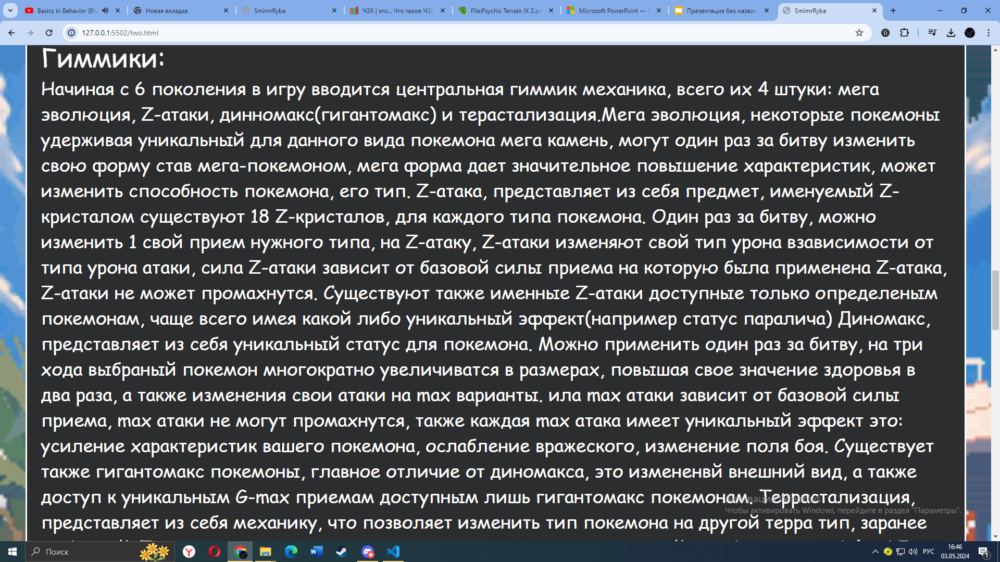 Basics in Behavior (Blu
Новая вкладка
SmimrRyba
ЧЗХ | это... Что такое ЧЗХ
File:Psychic Terrain IX 2.pn
Microsoft PowerPoint —
Презентация без назван
SmimrRyba
127.0.0.1:5502/two.html
Гиммики:
Начиная с 6 поколения в игру вводится центральная гиммик механика, всего их 4 штуки: мега
эволюция, Z-атаки, динномакс(гигантомакс) и терастализация.Мега эволюция, некоторые покемоны
удерживая уникальный для данного вида покемона мега камень, могут один раз за битву изменить
свою форму став мега-покемоном, мега форма дает значительное повышение характеристик, может
изменить способность покемона, его тип. Z-атака, представляет из себя предмет, именуемый Z-
кристалом существуют 18 Z-кристалов, для каждого типа покемона. Один раз за битву, можно
изменить 1 свой прием нужного типа, на Z-атаку, Z-атаки изменяют свой тип урона взависимости от
типа урона атаки, сила Z-атаки зависит от базовой силы приема на которую была применена Z-атака,
Z-атаки не может промахнутся. Существуют также именные Z-атаки доступные только определеным
покемонам, чаще всего имея какой либо уникальный эффект(например статус паралича) Диномакс,
представляет из себя уникальный статус для покемона. Можно применить один раз за битву, на три
хода выбраный покемон многократно увеличиватся в размерах, повышая свое значение здоровья в
два раза, а также изменения свои атаки на max варианты. ила max атаки зависит от базовой силы
приема, max атаки не могут промахнутся, также каждая max атака имеет уникальный эффект это:
усиление характеристик вашего покемона, ослабление вражеского, изменение поля боя. Существует
также гигантомакс покемоны, главное отличие от диномакса, это измененвй внешний вид, а также
доступ к уникальным G-max приемам доступным лишь гигантомакс покемонам. Террастализация,
представляет из себя механику, что позволяет изменить тип покемона на другой терра тип, заранее
Активация Windows
Чтобы активировать Windows, перейдите в раздел "Параметры".
Поиск
РУС
16:46
03.05.2024
1